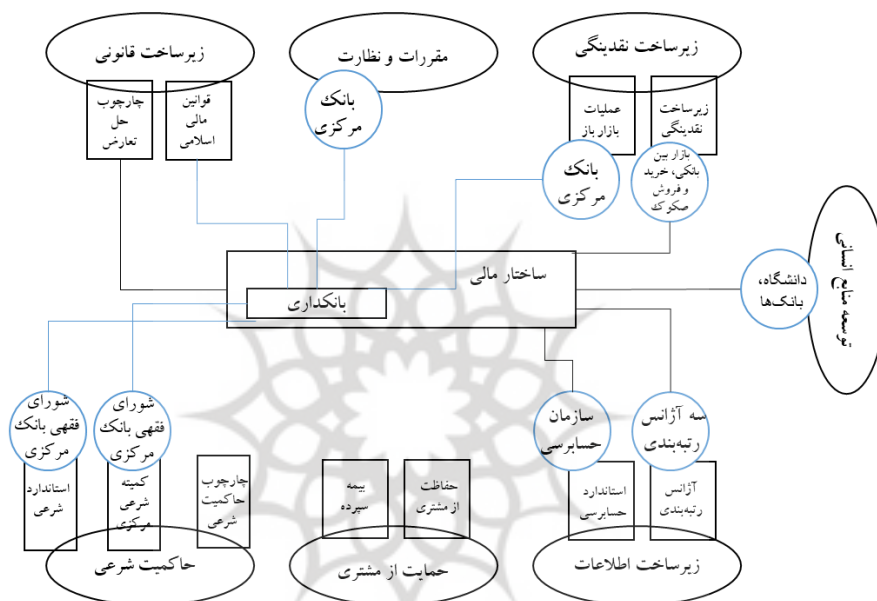 زیرساخت نقدینگی
مقررات و نظارت
زیرساخت قانونی
زیرساخت
نقدینگی
عملیات
بازار باز
بانک
مرکزی
قوانین
مالی
اسلامی
چارچوب
حل
تعارض
بازار بین
بانکی، خرید
و فروش
صکوک
بانک
مرکزی
توسعه منابع انسانی
دانشگاه،
بانک‌ها
ساختار مالی
بانکداری
سه آژانس
رتبه‌بندی
سازمان
حسابرسی
شورای
فقهی بانک
مرکزی
شورای
فقهی بانک
مرکزی
آژانس
رتبه‌بندی
استاندارد
حسابرسی
حفاظت
از مشتری
بیمه
سپرده
چارچوب
حاکمیت
شرعی
کمیته
شرعی
مرکزی
استاندارد
شرعی
زیرساخت اطلاعات
حمایت از مشتری
حاکمیت شرعی